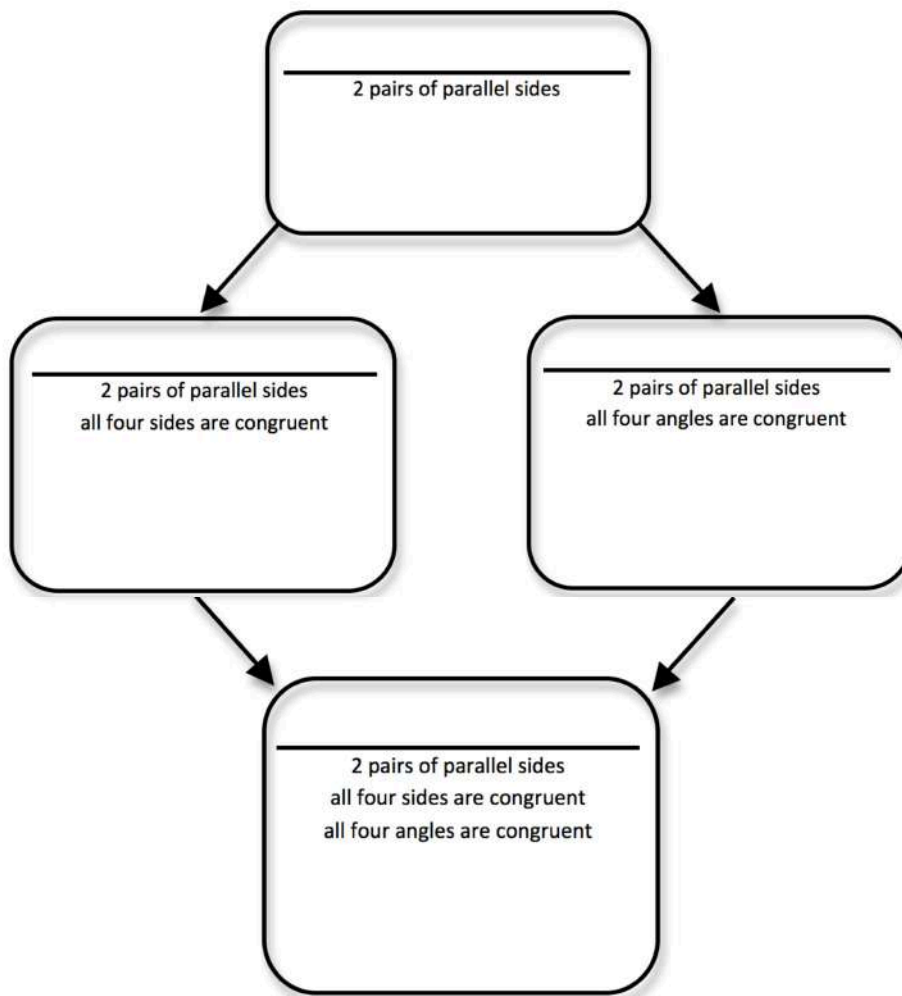 2 pairs of parallel sides
2 pairs of parallel sides
all four sides are congruent
2 pairs of parallel sides
all four angles are congruent
2 pairs of parallel sides
all four sides are congruent
all four angles are congruent